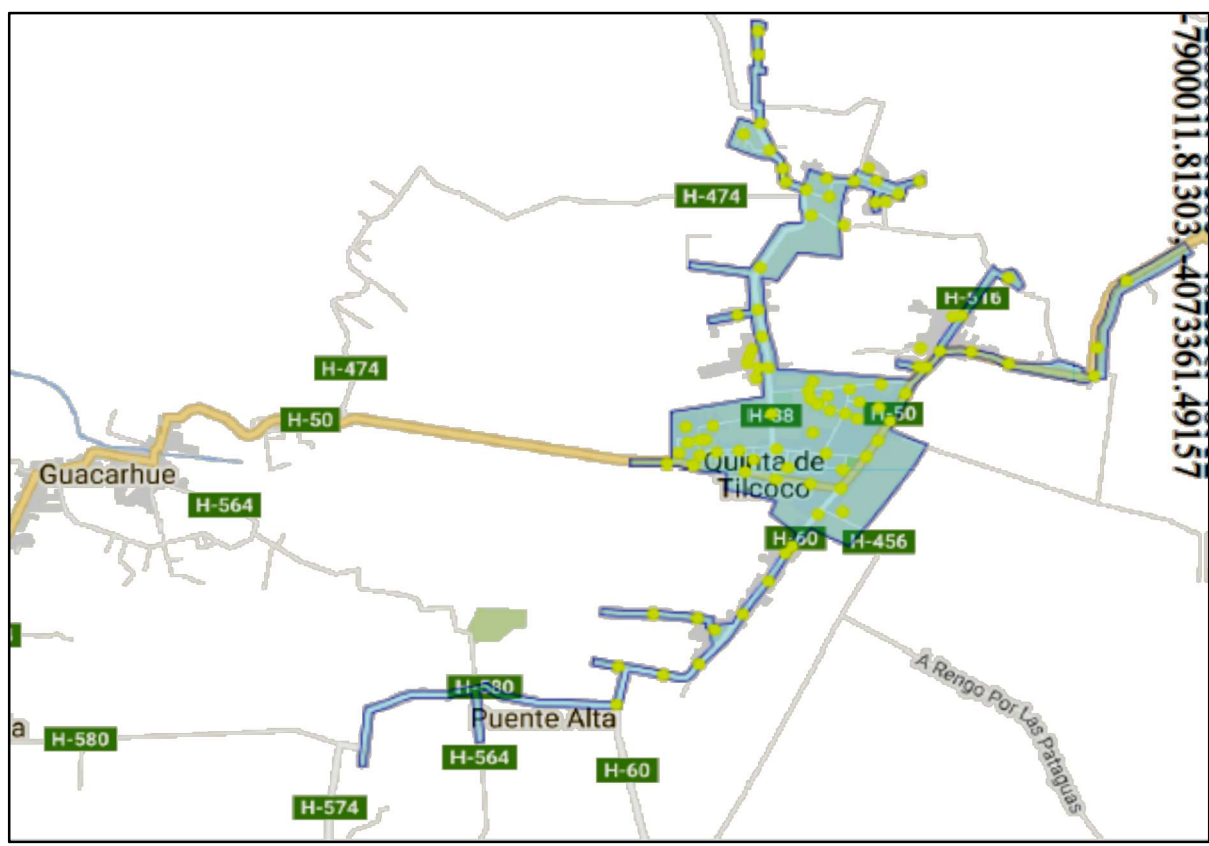 -7900011.81303,-4073361.49157
H-474
H-516
H-474
H-50
H-38
H-50
Guacarhue
Quinta de
Tilcoco
H-564
H-60
H-456
A Rengo Por Las Pataguas
H-580
Puente Alta
a
H-580
H-564
H-60
H-574